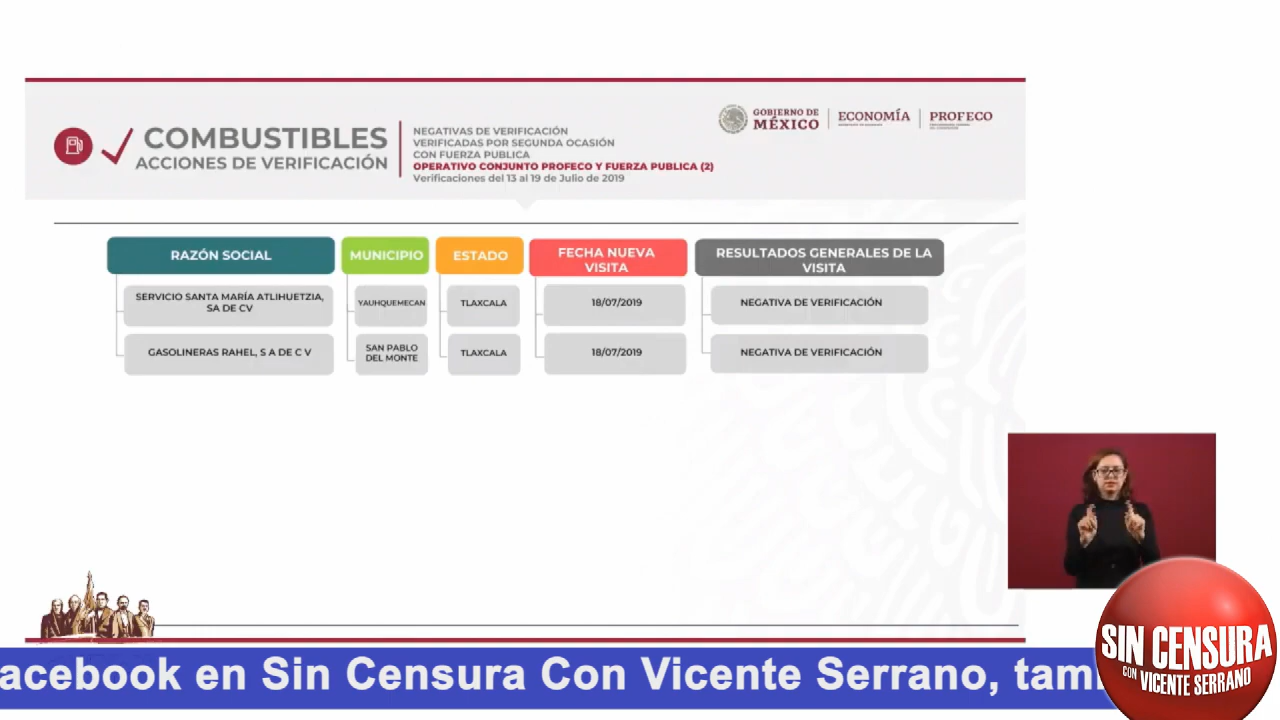 COMBUSTIBLES
ACCIONES DE VERIFICACIÓN
NEGATIVAS DE VERIFICACIÓN
VERIFICADAS POR SEGUNDA OCASIÓN
CON FUERZA PUBLICA
OPERATIVO CONJUNTO PROFECO Y FUERZA PUBLICA (2)
Verificaciones del 13 al 19 de Julio de 2019
GOBIERNO DE
MÉXICO
ECONOMÍA
PROFECO
RAZÓN SOCIAL
MUNICIPIO
ESTADO
FECHA NUEVA
VISITA
RESULTADOS GENERALES DE LA
VISITA
SERVICIO SANTA MARÍA ATLIHUETZIA,
SA DE CV
YAUHQUEMECAN
TLAXCALA
18/07/2019
NEGATIVA DE VERIFICACIÓN
GASOLINERAS RAHEL, S A DE C V
SAN PABLO
DEL MONTE
TLAXCALA
18/07/2019
NEGATIVA DE VERIFICACIÓN
acebook en Sin Censura Con Vicente Serrano, tam
SIN CENSURA
CON
VICENTE SERRANO